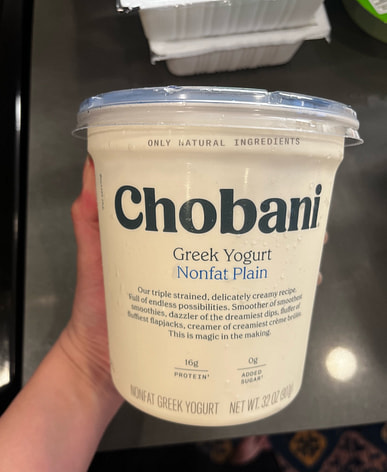 ONLY NATURAL INGREDIENTS
Chobani
Greek Yogurt
Nonfat Plain
Our triple strained, delicately creamy recipe.
Full of endless possibilities. Smoother of smoothest
smoothies, dazzler of the dreamiest dips, fluffer of
fluffiest flapjacks, creamer of creamiest crème brûlée.
This is magic in the making.
16g
PROTEIN*
0g
ADDED
SUGAR*
NONFAT GREEK YOGURT NET WT. 32 OZ